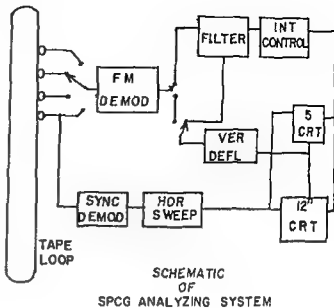 FILTER
INT
CONTROL
FM
DEMOD
5
CRT
VER
DEFL
12"
CRT
SYNC
DEMOD
HOR
SWEEP
TAPE
LOOP
SCHEMATIC
OF
SPCG ANALYZING SYSTEM